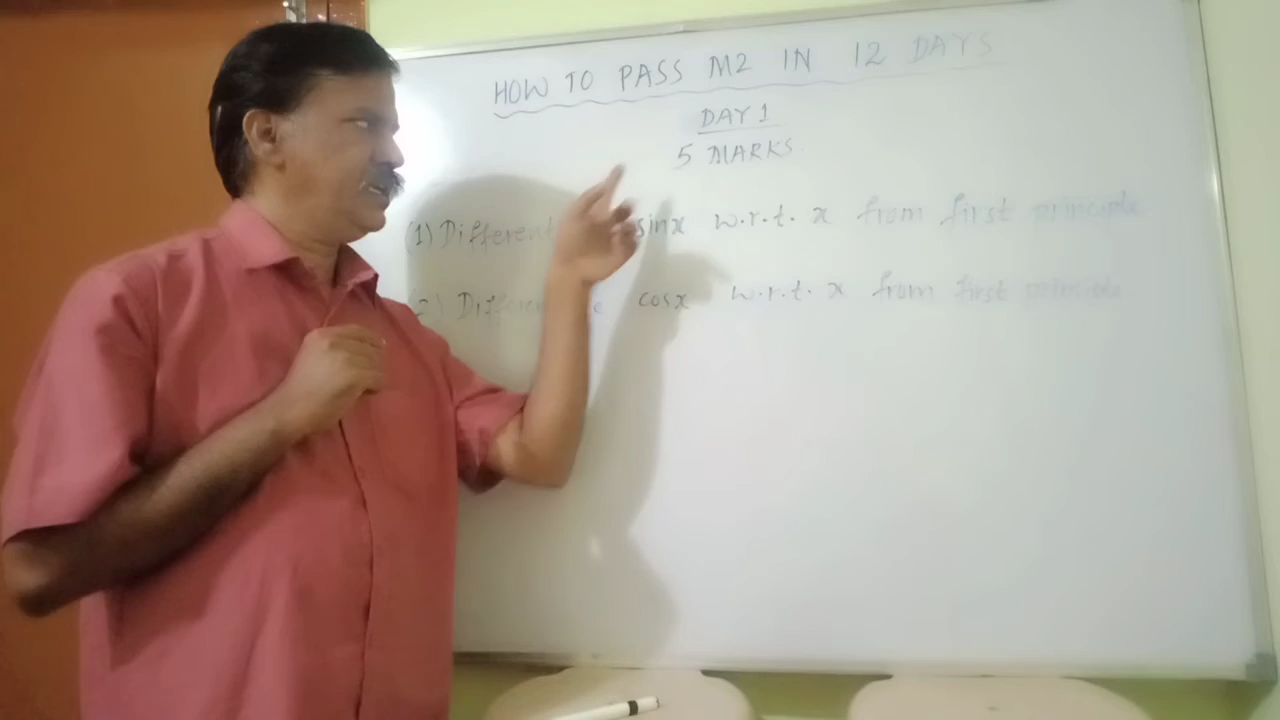 HOW TO PASS M2 IN 12 DAYS
DAY 1
5 MARKS.
(1) Different sinx w.r.t. x from first principle
(2) Differen e cosx w.r.t. x from first principle